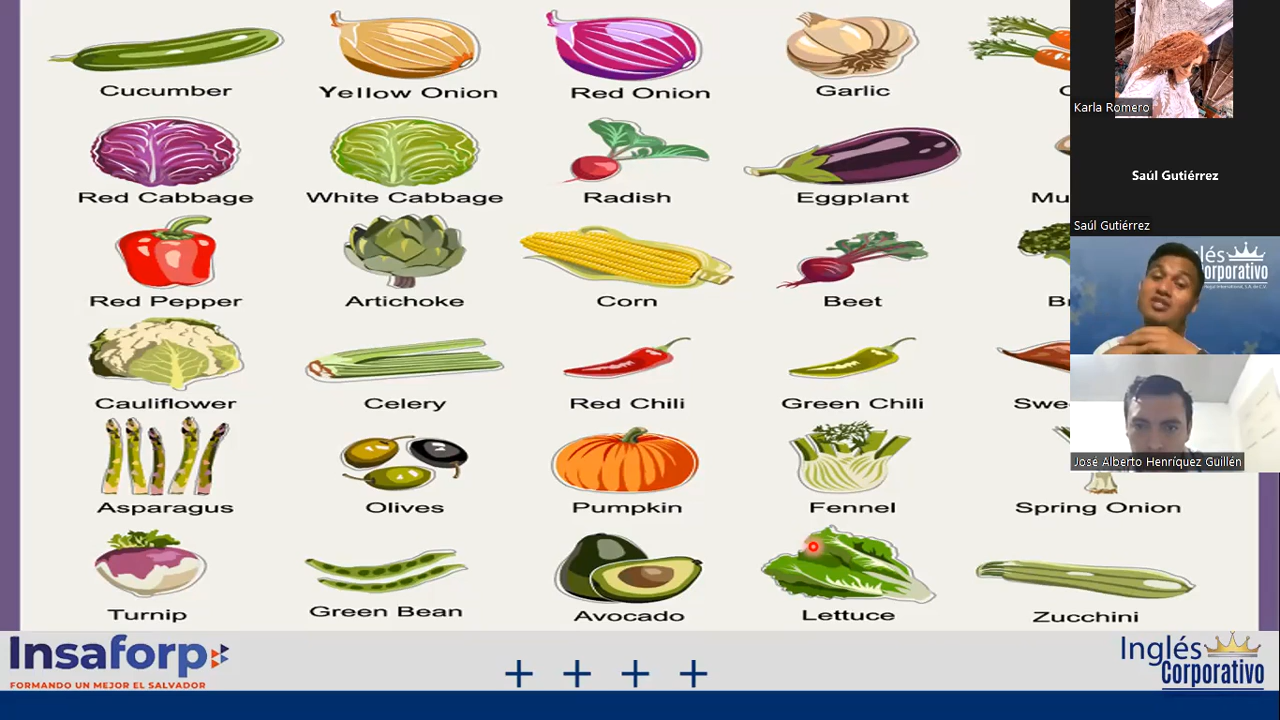 Cucumber
Yellow Onion
Red Onion
Garlic
Karla Romero
Red Cabbage
White Cabbage
Radish
Eggplant
Saúl Gutiérrez
Saúl Gutiérrez
Red Pepper
Artichoke
Corn
Beet
Cauliflower
Celery
Red Chili
Green Chili
José Alberto Henríquez Guillén
Asparagus
Olives
Pumpkin
Fennel
Spring Onion
Turnip
Green Bean
Avocado
Lettuce
Zucchini
Insaforp
FORMANDO UN MEJOR EL SALVADOR
Inglés
Corporativo